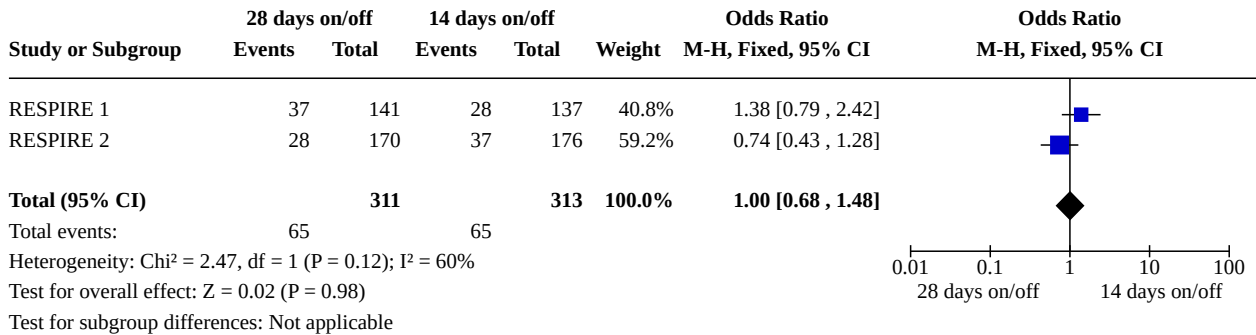 28 days on/off 14 days on/off Odds Ratio Odds Ratio
Study or Subgroup Events Total Events Total Weight M-H, Fixed, 95% CI M-H, Fixed, 95% CI
RESPIRE 1 37 141 28 137 40.8% 1.38 [0.79 , 2.42]
RESPIRE 2 28 170 37 176 59.2% 0.74 [0.43 , 1.28]
Total (95% CI) 311 313 100.0% 1.00 [0.68 , 1.48]
Total events: 65 65
Heterogeneity: Chi² = 2.47, df = 1 (P = 0.12); I² = 60%
0.01 0.1 1 10 100
Test for overall effect: Z = 0.02 (P = 0.98)
28 days on/off 14 days on/off
Test for subgroup differences: Not applicable